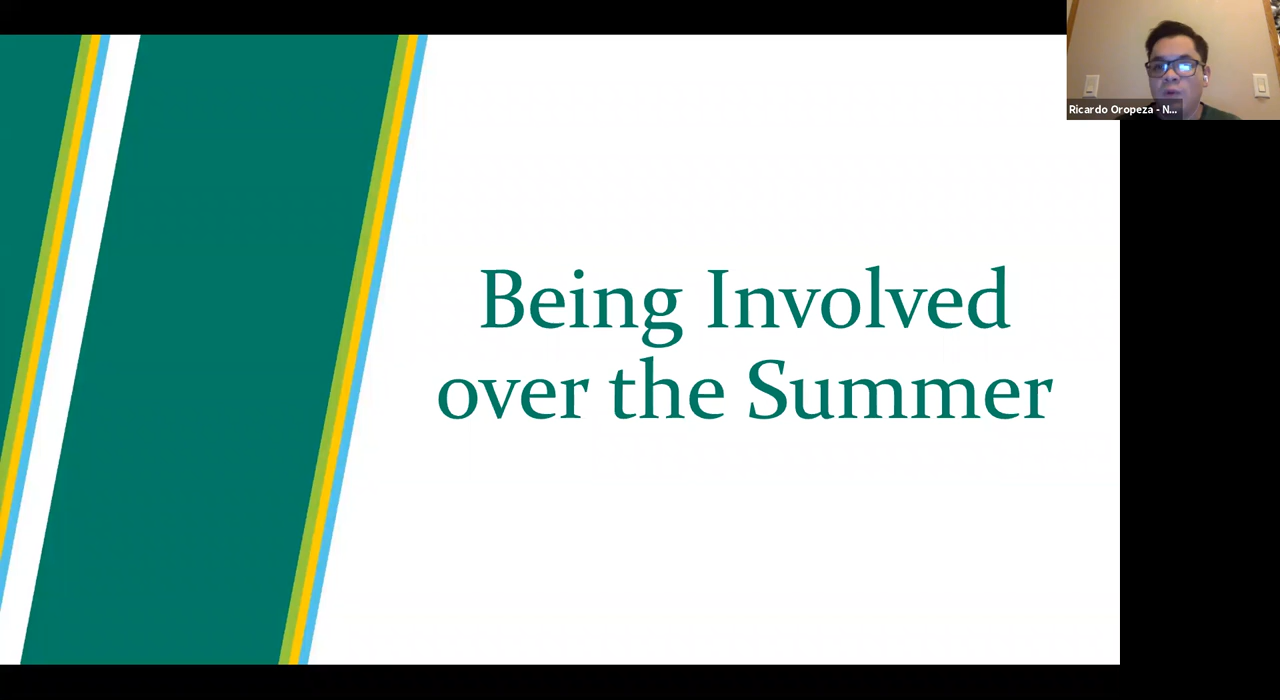 Ricardo Oropeza - N...
Being Involved
over the Summer